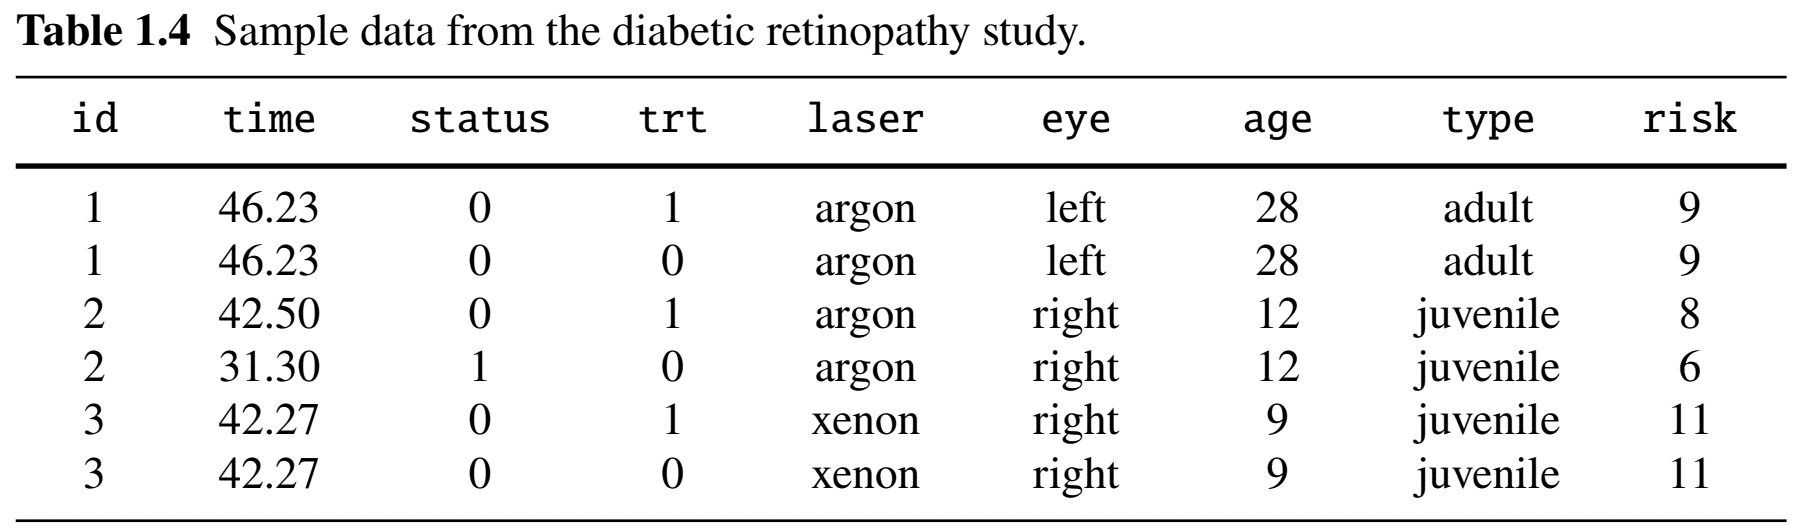 Table 1.4 Sample data from the diabetic retinopathy study.
id time status trt laser eye age type risk
1 46.23 0 1 argon left 28 adult 9
1 46.23 0 0 argon left 28 adult 9
2 42.50 0 1 argon right 12 juvenile 8
2 31.30 1 0 argon right 12 juvenile 6
3 42.27 0 1 xenon right 9 juvenile 11
3 42.27 0 0 xenon right 9 juvenile 11